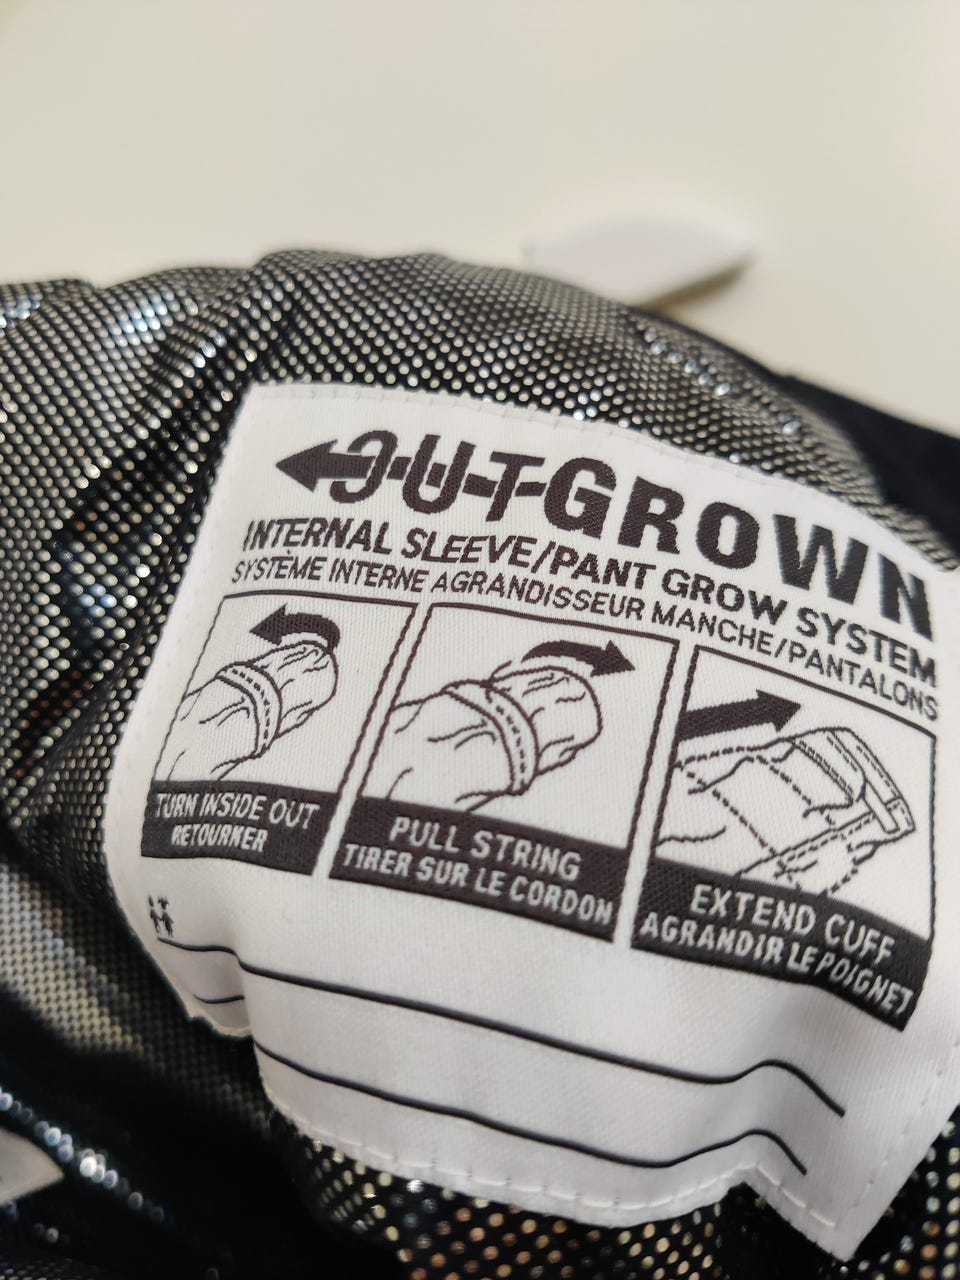 OUTGROWN
INTERNAL SLEEVE/PANT GROW SYSTEM
SYSTÈME INTERNE AGRANDISSEUR MANCHE/PANTALONS
TURN INSIDE OUT
RETOURNER
PULL STRING
TIRER SUR LE CORDON
EXTEND CUFF
AGRANDIR LE POIGNET